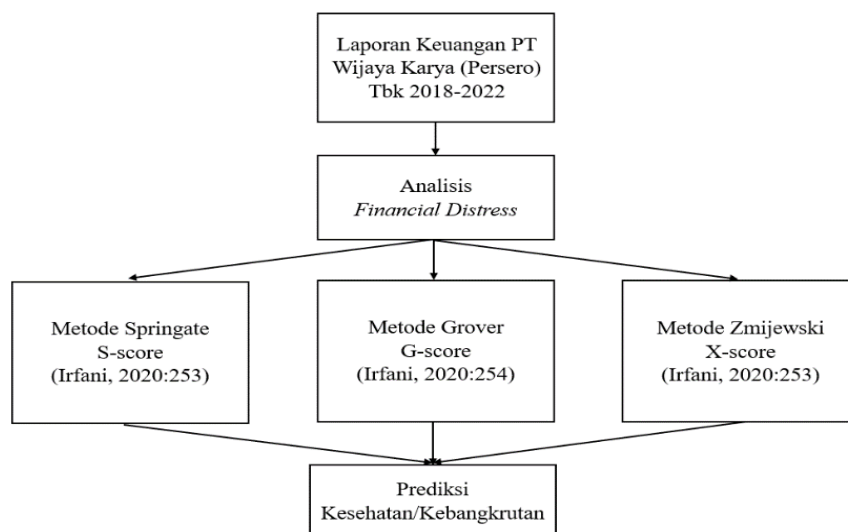 Laporan Keuangan PT
Wijaya Karya (Persero)
Tbk 2018-2022
Analisis
Financial Distress
Metode Springate
S-score
(Irfani, 2020:253)
Metode Grover
G-score
(Irfani, 2020:254)
Metode Zmijewski
X-score
(Irfani, 2020:253)
Prediksi
Kesehatan/Kebangkrutan